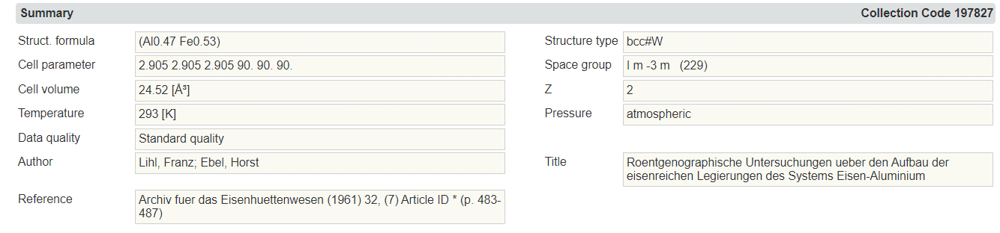 Summary Collection Code 197827
Struct. formula (Al0.47 Fe0.53) Structure type bcc#W
Cell parameter 2.905 2.905 2.905 90. 90. 90. Space group I m -3 m (229)
Cell volume 24.52 [Å³] Z 2
Temperature 293 [K] Pressure atmospheric
Data quality Standard quality
Author Lihl, Franz; Ebel, Horst Title Roentgenographische Untersuchungen ueber den Aufbau der
eisenreichen Legierungen des Systems Eisen-Aluminium
Reference Archiv fuer das Eisenhuettenwesen (1961) 32, (7) Article ID * (p. 483-
487)